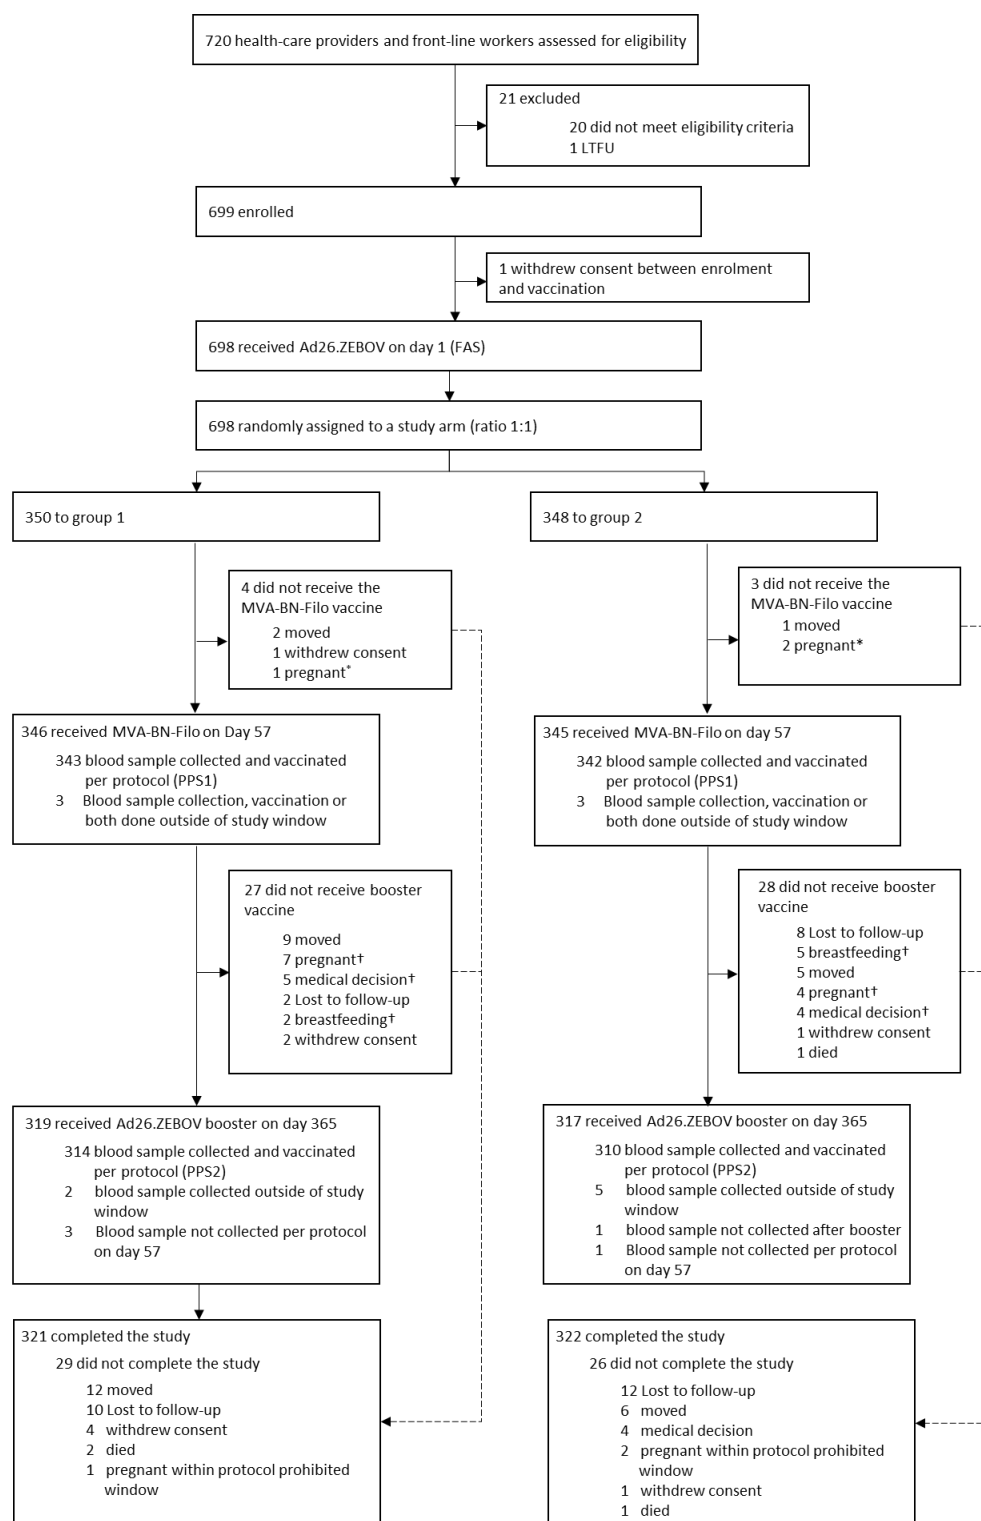 720 health-care providers and front-line workers assessed for eligibility
21 excluded
20 did not meet eligibility criteria
1 LTFU
699 enrolled
1 withdrew consent between enrolment
and vaccination
698 received Ad26.ZEBOV on day 1 (FAS)
698 randomly assigned to a study arm (ratio 1:1)
350 to group 1
4 did not receive the
MVA-BN-Filo vaccine
2 moved
1 withdrew consent
1 pregnant*
346 received MVA-BN-Filo on Day 57
343 blood sample collected and vaccinated
per protocol (PPS1)
3 Blood sample collection, vaccination or
both done outside of study window
27 did not receive booster
vaccine
9 moved
7 pregnant†
5 medical decision†
2 Lost to follow-up
2 breastfeeding†
2 withdrew consent
319 received Ad26.ZEBOV booster on day 365
314 blood sample collected and vaccinated
per protocol (PPS2)
2 blood sample collected outside of study
window
3 Blood sample not collected per protocol
on day 57
321 completed the study
29 did not complete the study
12 moved
10 Lost to follow-up
4 withdrew consent
2 died
1 pregnant within protocol prohibited
window
348 to group 2
3 did not receive the
MVA-BN-Filo vaccine
1 moved
2 pregnant*
345 received MVA-BN-Filo on day 57
342 blood sample collected and vaccinated
per protocol (PPS1)
3 Blood sample collection, vaccination or
both done outside of study window
28 did not receive booster
vaccine
8 Lost to follow-up
5 breastfeeding†
5 moved
4 pregnant†
4 medical decision†
1 withdrew consent
1 died
317 received Ad26.ZEBOV booster on day 365
310 blood sample collected and vaccinated
per protocol (PPS2)
5 blood sample collected outside of study
window
1 blood sample not collected after booster
1 Blood sample not collected per protocol
on day 57
322 completed the study
26 did not complete the study
12 Lost to follow-up
6 moved
4 medical decision
2 pregnant within protocol prohibited
window
1 withdrew consent
1 died